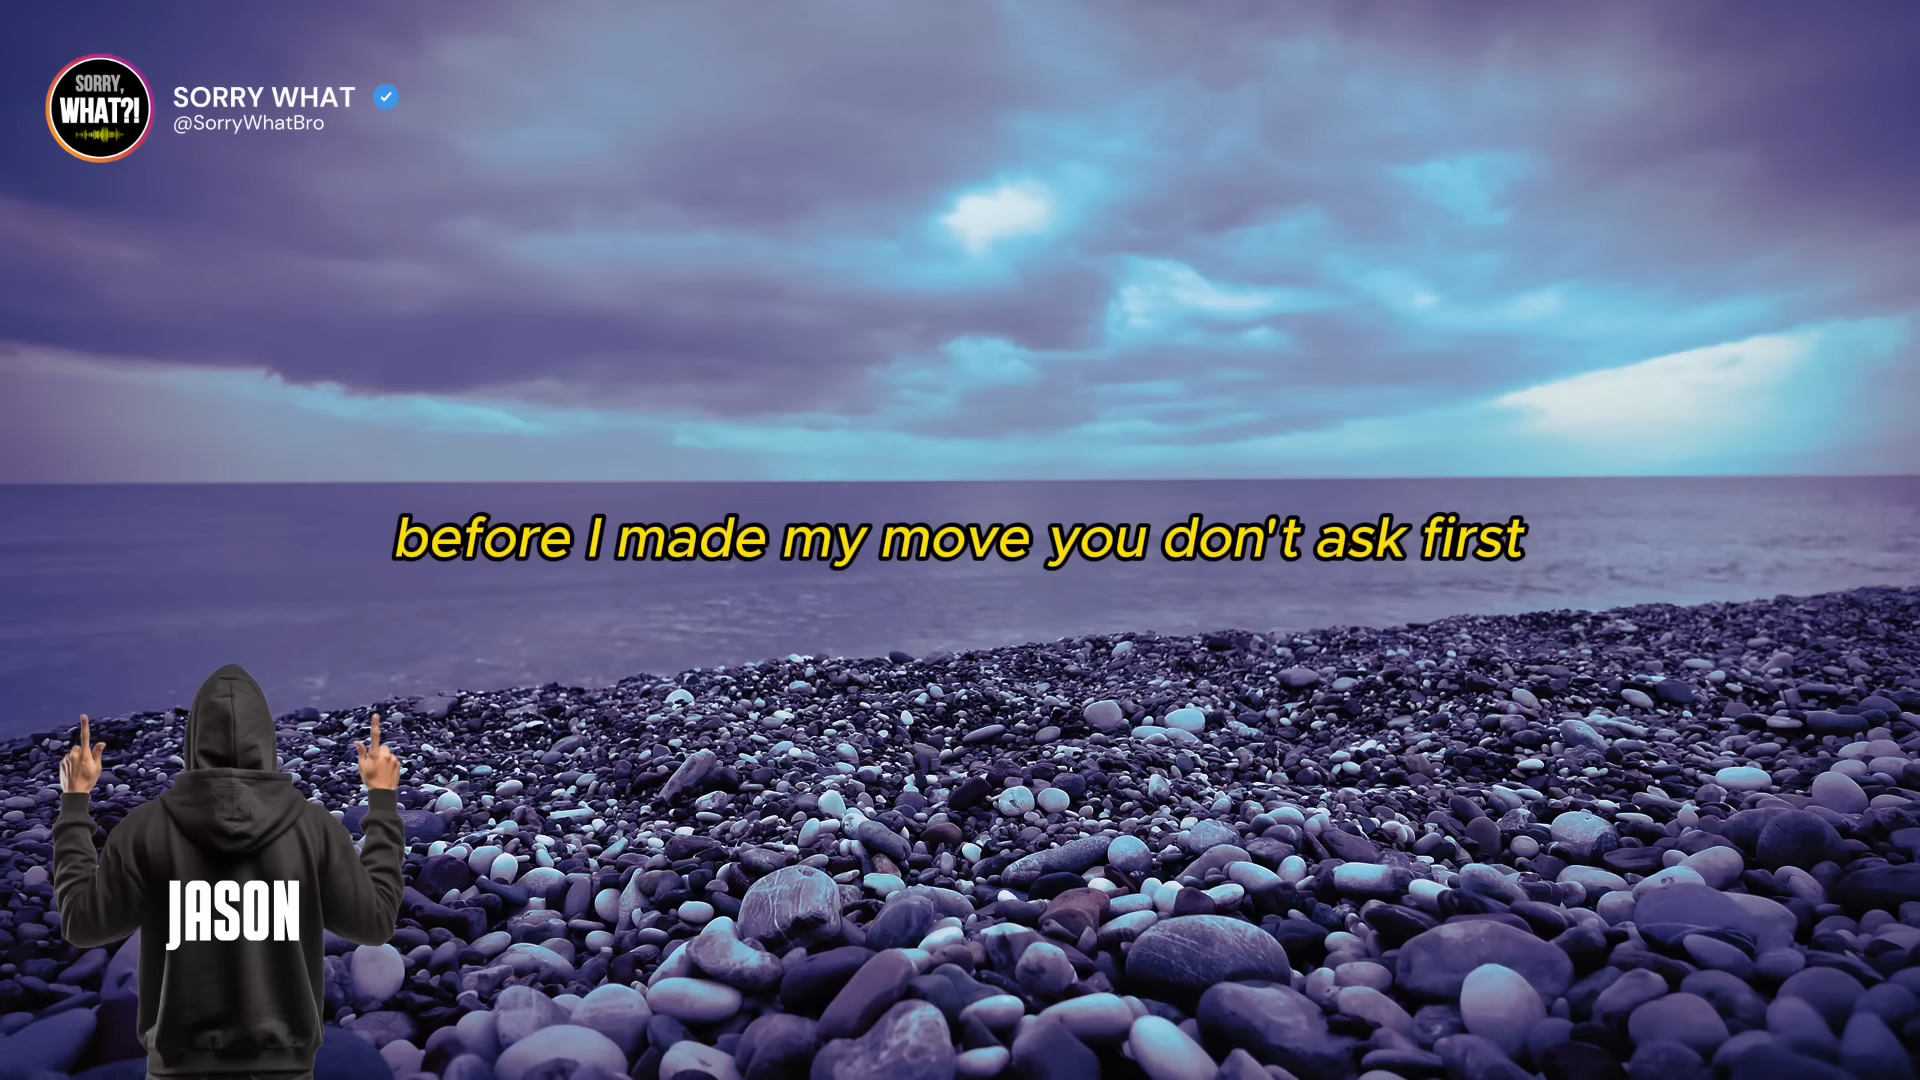 SORRY,
WHAT?!
SORRY WHAT
@SorryWhatBro
before I made my move you don't ask first
JASON